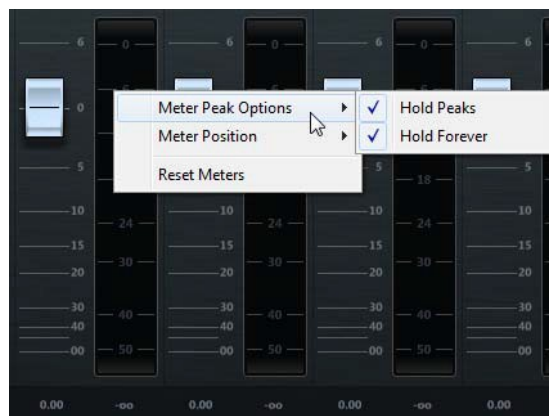 6 0 6 0 6 0 6
0 Meter Peak Options Hold Peaks
Meter Position Hold Forever
5 Reset Meters 5 18 5
10 24 10 24 10 24 10
15 15 15 15
20 30 20 30 20 30 20
30 40 30 40 30 40 30
40 40 40 40
00 50 00 50 00 50 00
0.00 -oo 0.00 -oo 0.00 -oo 0.00